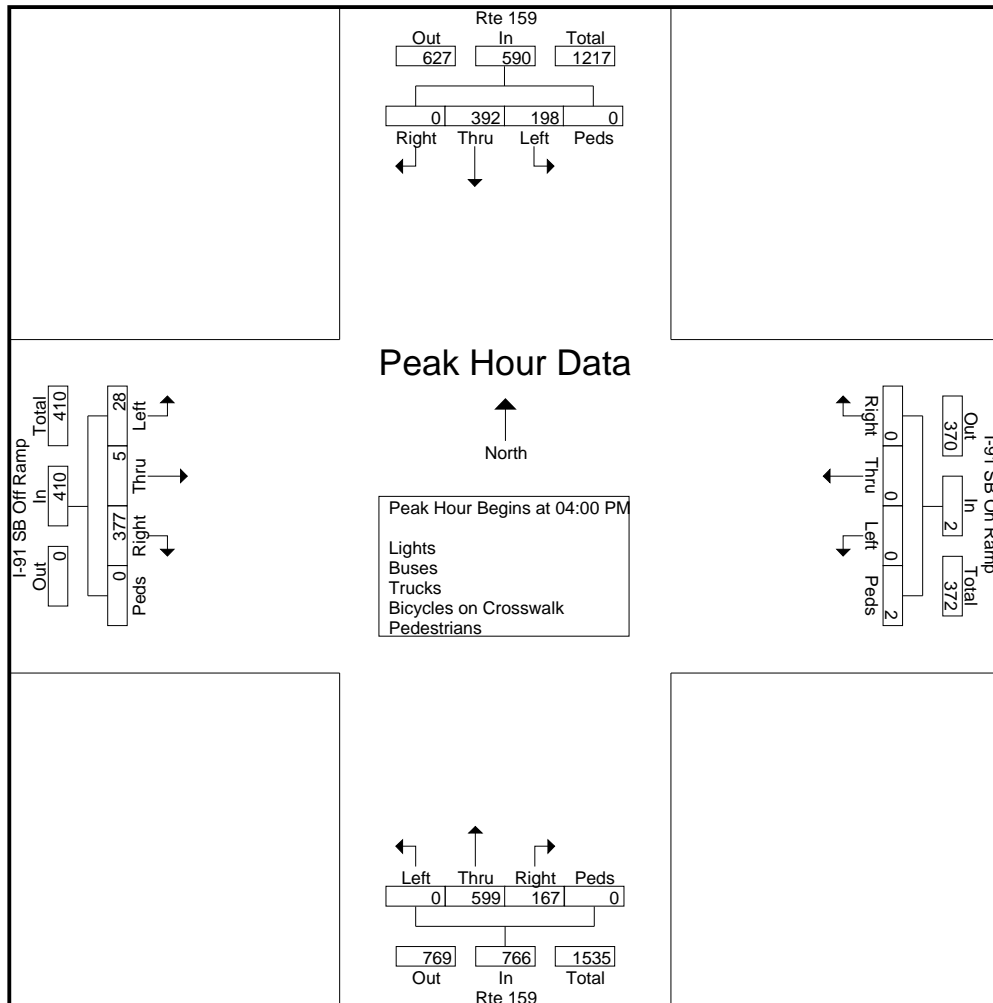 Rte 159
Out In Total
627 590 1217
0 392 198 0
Right Thru Left Peds
Peak Hour Data
North
Peak Hour Begins at 04:00 PM
Lights
Buses
Trucks
Bicycles on Crosswalk
Pedestrians
I-91 SB Off Ramp
Out In Total
0 410 410
0 377 5 28
Peds Right Thru Left
I-91 SB On Ramp
Out In Total
370 2 372
0 0 0 2
Right Thru Left Peds
Left Thru Right Peds
0 599 167 0
769 766 1535
Out In Total
Rte 159